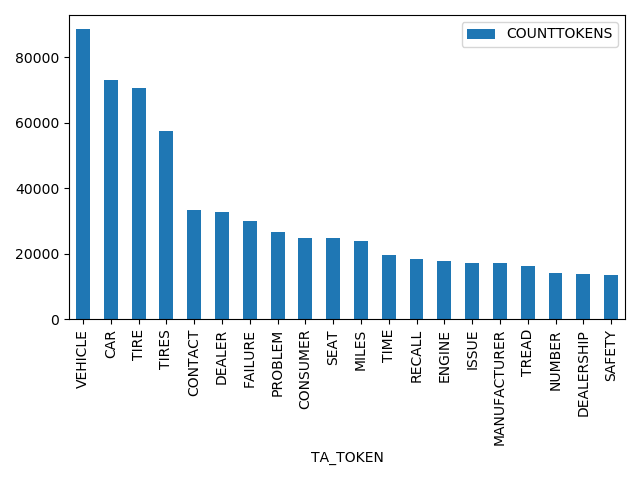 COUNTTOKENS
80000
60000
40000
20000
0
VEHICLE
CAR
TIRE
TIRES
CONTACT
DEALER
FAILURE
PROBLEM
CONSUMER
SEAT
MILES
TIME
RECALL
ENGINE
ISSUE
MANUFACTURER
TREAD
NUMBER
DEALERSHIP
SAFETY
TA_TOKEN